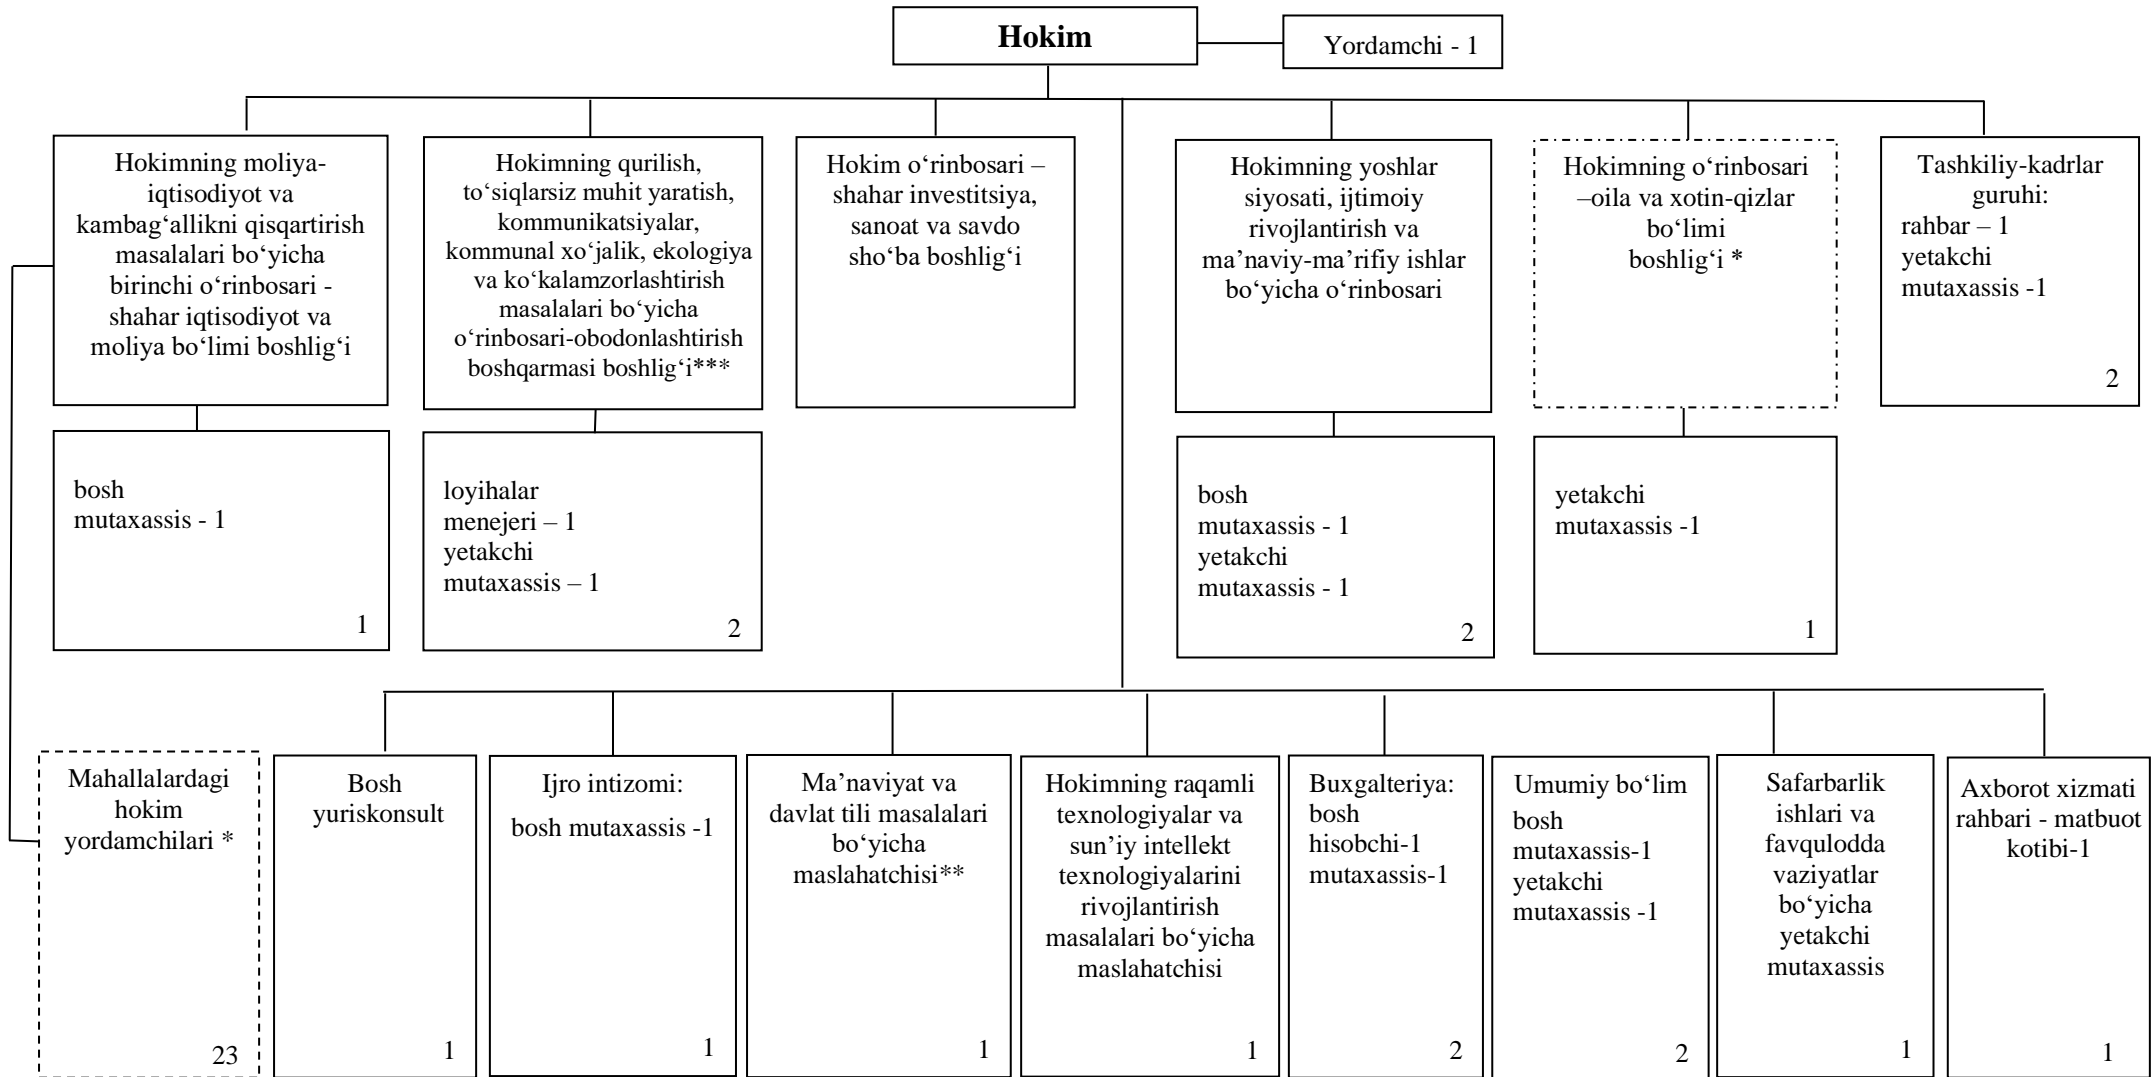 Hokim
Yordamchi - 1
Hokimning moliya-
iqtisodiyot va
kambag‘allikni qisqartirish
masalalari bo‘yicha
birinchi o‘rinbosari -
shahar iqtisodiyot va
moliya bo‘limi boshlig‘i
Hokimning qurilish,
to‘siqlarsiz muhit yaratish,
kommunikatsiyalar,
kommunal xo‘jalik, ekologiya
va ko‘kalamzorlashtirish
masalalari bo‘yicha
o‘rinbosari-obodonlashtirish
boshqarmasi boshlig‘i***
Hokim o‘rinbosari –
shahar investitsiya,
sanoat va savdo
sho‘ba boshlig‘i
Hokimning yoshlar
siyosati, ijtimoiy
rivojlantirish va
ma’naviy-ma’rifiy ishlar
bo‘yicha o‘rinbosari
Hokimning o‘rinbosari
–oila va xotin-qizlar
bo‘limi
boshlig‘i *
Tashkiliy-kadrlar
guruhi:
rahbar – 1
yetakchi
mutaxassis -1
2
bosh
mutaxassis - 1
1
loyihalar
menejeri – 1
yetakchi
mutaxassis – 1
2
bosh
mutaxassis - 1
yetakchi
mutaxassis - 1
2
yetakchi
mutaxassis -1
1
Mahallalardagi
hokim
yordamchilari *
23
Bosh
yuriskonsult
1
Ijro intizomi:
bosh mutaxassis -1
1
Ma’naviyat va
davlat tili masalalari
bo‘yicha
maslahatchisi**
1
Hokimning raqamli
texnologiyalar va
sun’iy intellekt
texnologiyalarini
rivojlantirish
masalalari bo‘yicha
maslahatchisi
1
Buxgalteriya:
bosh
hisobchi-1
mutaxassis-1
2
Umumiy bo‘lim
bosh
mutaxassis-1
yetakchi
mutaxassis -1
2
Safarbarlik
ishlari va
favqulodda
vaziyatlar
bo‘yicha
yetakchi
mutaxassis
1
Axborot xizmati
rahbari - matbuot
kotibi-1
1